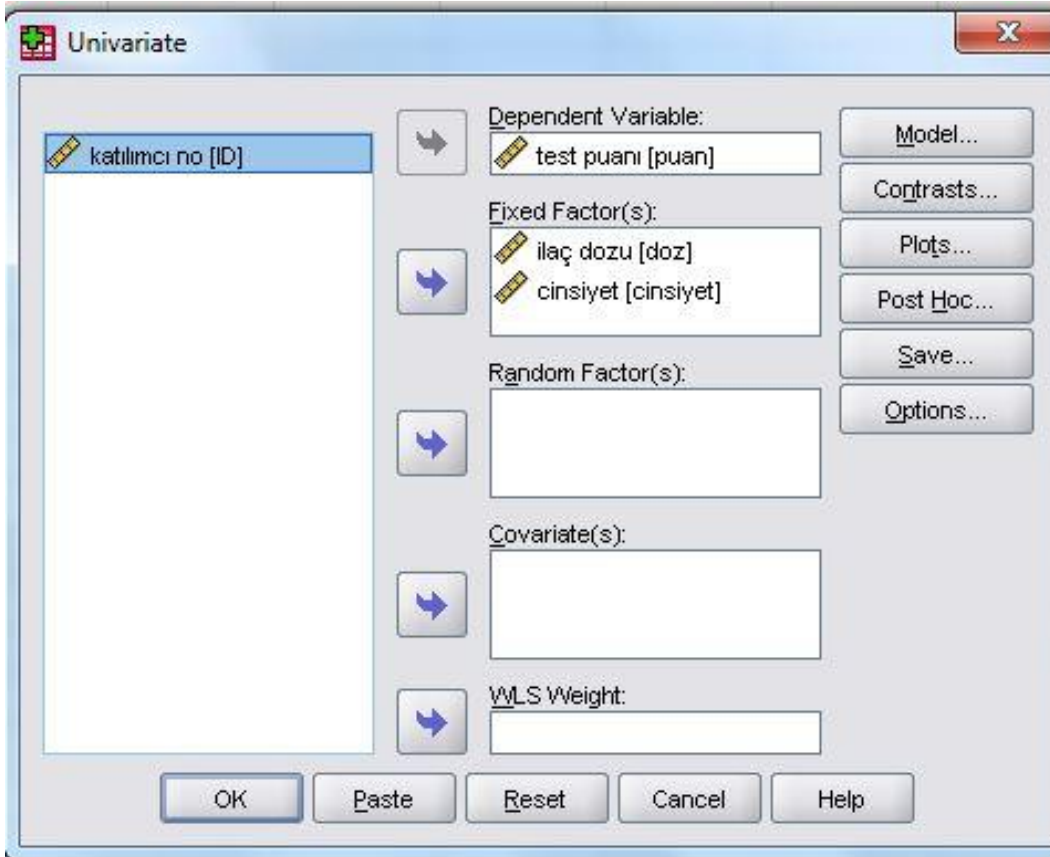 Univariate
katılımcı no [ID]
Dependent Variable:
test puanı [puan]
Fixed Factor(s):
ilaç dozu [doz]
cinsiyet [cinsiyet]
Random Factor(s):
Covariate(s):
WLS Weight:
Model...
Contrasts...
Plots...
Post Hoc...
Save...
Options...
OK
Paste
Reset
Cancel
Help